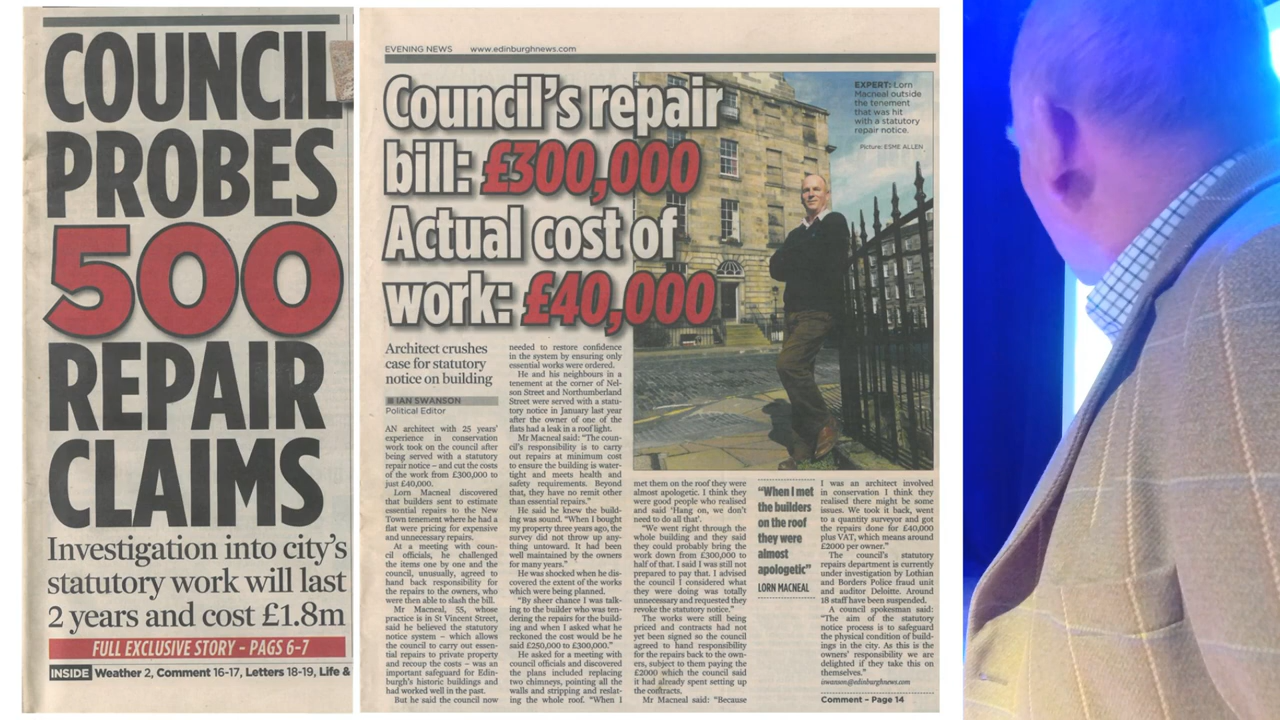 COUNCIL
PROBES
500
REPAIR
CLAIMS
Investigation into city's
statutory work will last
2 years and cost £1.8m
FULL EXCLUSIVE STORY – PAGS 6-7
INSIDE Weather 2, Comment 16-17, Letters 18-19, Life &
EVENING NEWS www.edinburghnews.com
Council's repair
bill: £300,000
Actual cost of
work: £40,000
EXPERT: Lorn
Macneal outside
the tenement
that was hit
with a statutory
repair notice.
Picture: ESME ALLEN
Architect crushes
case for statutory
notice on building
IAN SWANSON
Political Editor
AN architect with 25 years'
experience in conservation
work took on the council after
being served with a statutory
repair notice – and cut the costs
of the work from £300,000 to
just £40,000.
Lorn Macneal discovered
that builders sent to estimate
essential repairs to the New
Town tenement where he had a
flat were pricing for expensive
and unnecessary repairs.
At a meeting with coun-
cil officials, he challenged
the items one by one and the
council, unusually, agreed to
hand back responsibility for
the repairs to the owners, who
were then able to slash the bill.
Mr Macneal, 55, whose
practice is in St Vincent Street,
said he believed the statutory
notice system – which allows
the council to carry out essen-
tial repairs to private property
and recoup the costs – was an
important safeguard for Edin-
burgh's historic buildings and
had worked well in the past.
But he said the council now
needed to restore confidence
in the system by ensuring only
essential works were ordered.
He and his neighbours in a
tenement at the corner of Nel-
son Street and Northumberland
Street were served with a statu-
tory notice in January last year
after the owner of one of the
flats had a leak in a roof light.
Mr Macneal said: "The coun-
cil's responsibility is to carry
out repairs at minimum cost
to ensure the building is water-
tight and meets health and
safety requirements. Beyond
that, they have no remit other
than essential repairs."
He said he knew the build-
ing was sound. "When I bought
my property three years ago, the
survey did not throw up any-
thing untoward. It had been
well maintained by the owners
for many years."
He was shocked when he dis-
covered the extent of the works
which were being planned.
"By sheer chance I was talk-
ing to the builder who was ten-
dering the repairs for the build-
ing and when I asked what he
reckoned the cost would be he
said £250,000 to £300,000."
He asked for a meeting with
council officials and discovered
the plans included replacing
two chimneys, pointing all the
walls and stripping and reslat-
ing the whole roof. "When I
met them on the roof they were
almost apologetic. I think they
were good people who realised
and said 'Hang on, we don't
need to do all that'.
"We went right through the
whole building and they said
they could probably bring the
work down from £300,000 to
half of that. I said I was still not
prepared to pay that. I advised
the council I considered what
they were doing was totally
unnecessary and requested they
revoke the statutory notice."
The works were still being
priced and contracts had not
yet been signed so the council
agreed to hand responsibility
for the repairs back to the own-
ers, subject to them paying the
£2000 which the council said
it had already spent setting up
the contracts.
Mr Macneal said: "Because
"When I met
the builders
on the roof
they were
almost
apologetic"
LORN MACNEAL
I was an architect involved
in conservation I think they
realised there might be some
issues. We took it back, went
to a quantity surveyor and got
the repairs done for £40,000
plus VAT, which means around
£2000 per owner."
The council's statutory
repairs department is currently
under investigation by Lothian
and Borders Police fraud unit
and auditor Deloitte. Around
18 staff have been suspended.
A council spokesman said:
"The aim of the statutory
notice process is to safeguard
the physical condition of build-
ings in the city. As this is the
owners' responsibility we are
delighted if they take this on
themselves."
iswanson@edinburghnews.com
Comment – Page 14